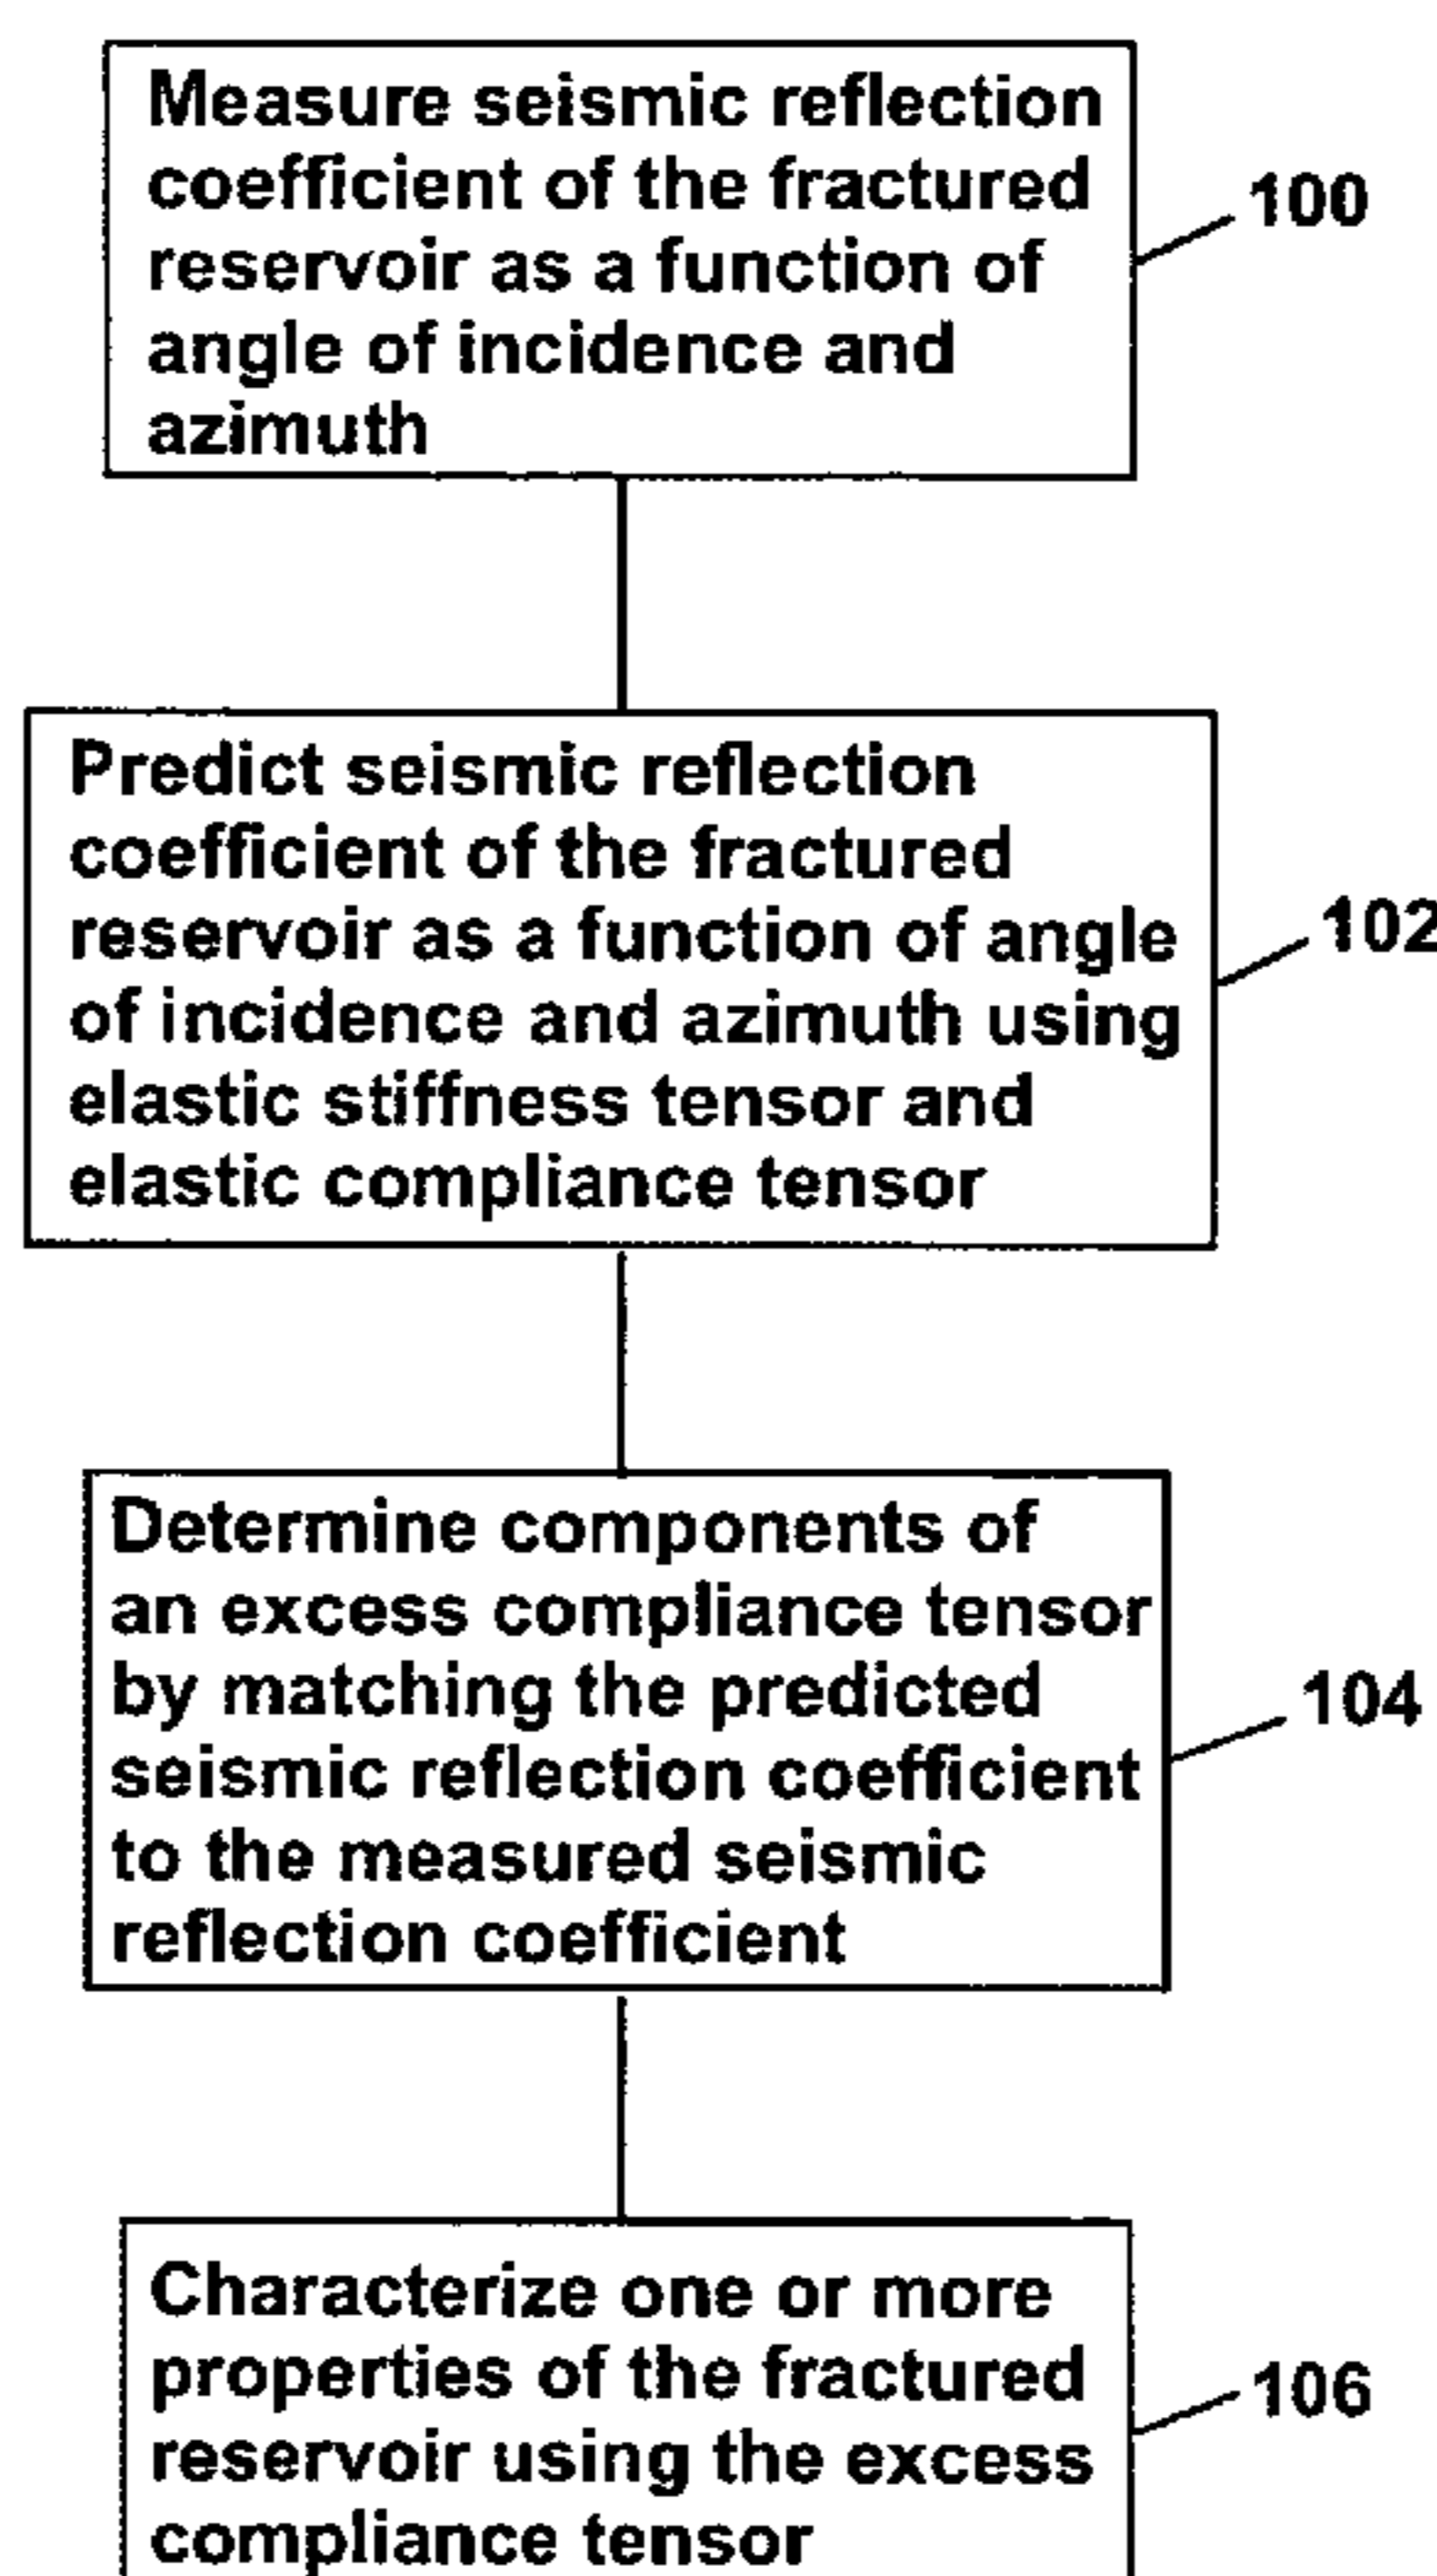 Measure seismic reflection
coefficient of the fractured
reservoir as a function of
angle of incidence and
azimuth
100
Predict seismic reflection
coefficient of the fractured
reservoir as a function of angle
of incidence and azimuth using
elastic stiffness tensor and
elastic compliance tensor
102
Determine components of
an excess compliance tensor
by matching the predicted
seismic reflection coefficient
to the measured seismic
reflection coefficient
104
Characterize one or more
properties of the fractured
reservoir using the excess
compliance tensor
106